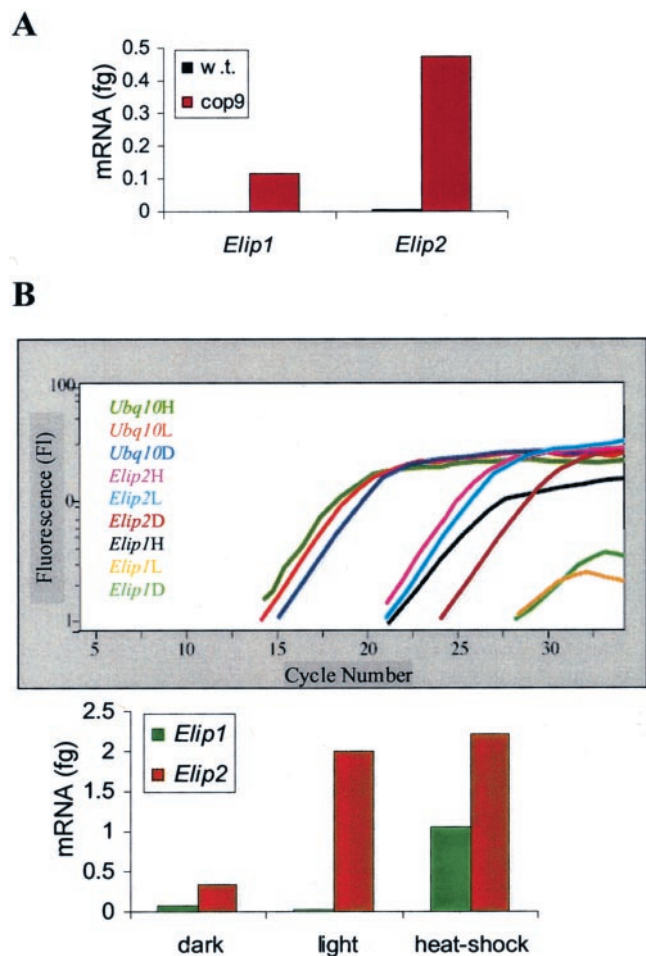 A
mRNA (fg)
0.5
0.4
0.3
0.2
0.1
0
w.t.
cop9
Elip1
Elip2
B
Fluorescence (Fl)
100
0
1
Ubq10H
Ubq10L
Ubq10D
Elip2H
Elip2L
Elip2D
Elip1H
Elip1L
Elip1D
5
10
15
20
25
30
Cycle Number
mRNA (fg)
2.5
2
1.5
1
0.5
0
Elip1
Elip2
dark
light
heat-shock